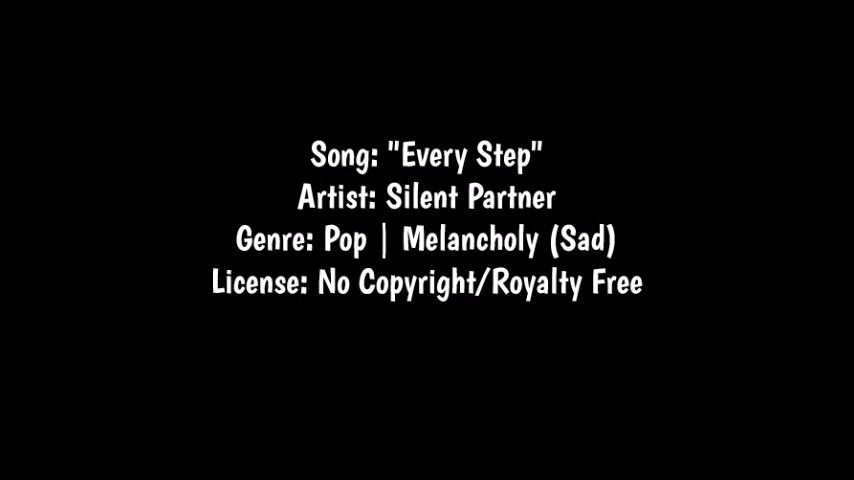 Song: "Every Step"
Artist: Silent Partner
Genre: Pop | Melancholy (Sad)
License: No Copyright/Royalty Free